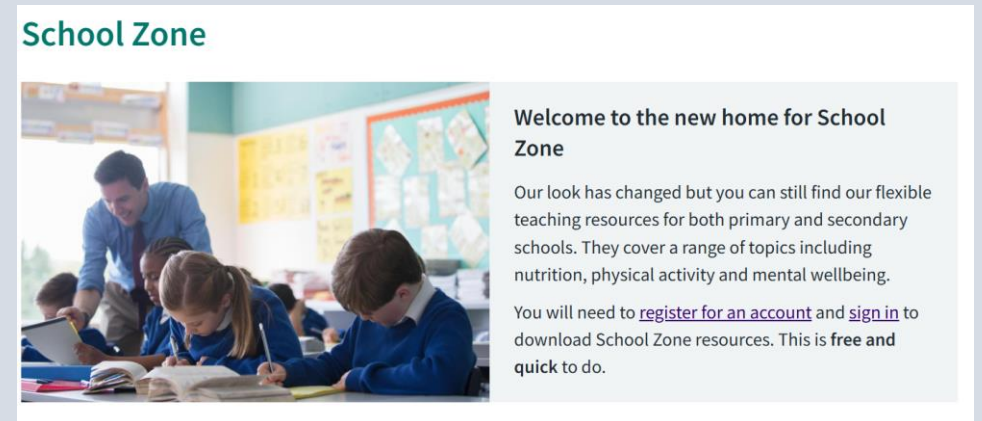 School Zone
Welcome to the new home for School
Zone
Our look has changed but you can still find our flexible
teaching resources for both primary and secondary
schools. They cover a range of topics including
nutrition, physical activity and mental wellbeing.
You will need to register for an account and sign in to
download School Zone resources. This is free and
quick to do.